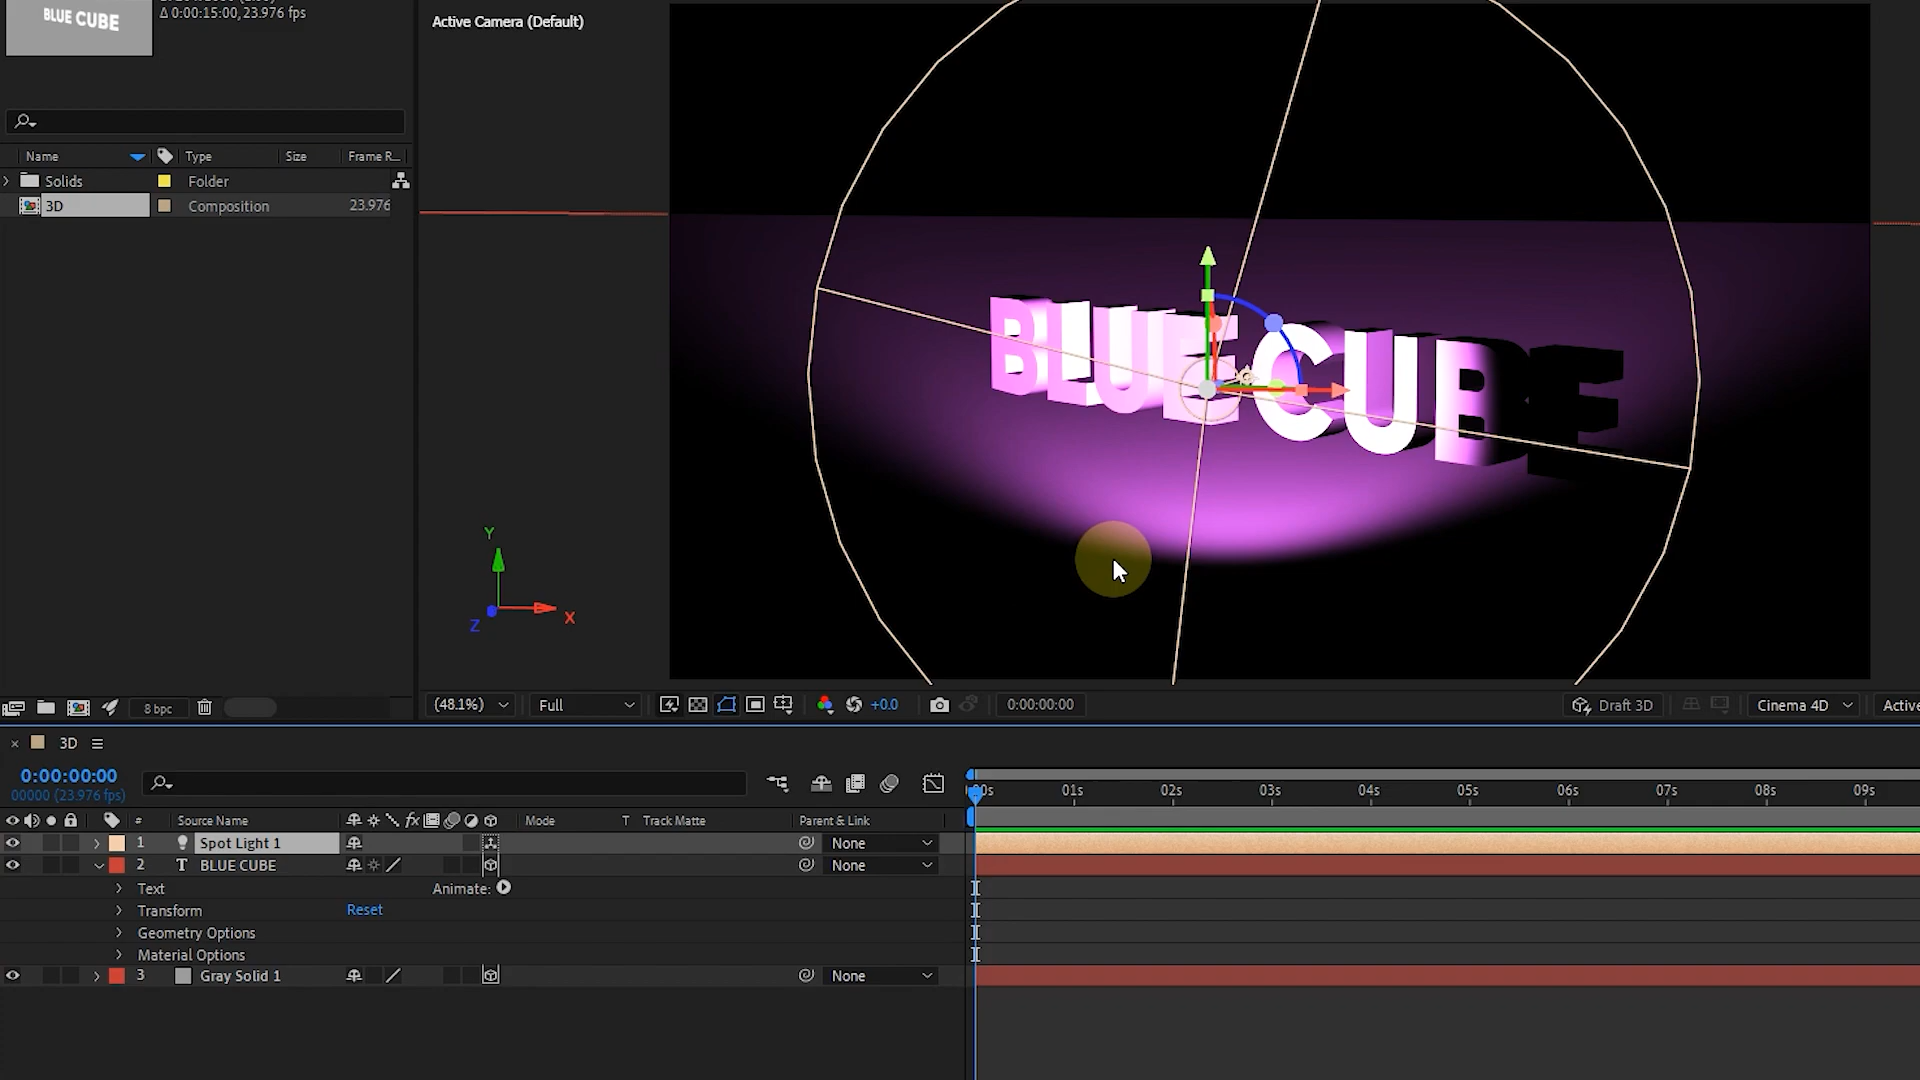 BLUE CUBE
Δ 0:00:15:00, 23.976 fps
Active Camera (Default)
Name Type Size Frame R...
Solids Folder
3D Composition 23.976
BLUE CUBE
Y
X
Z
8 bpc
(48.1%) Full +0.0 0:00:00:00 Draft 3D Cinema 4D Active
3D
0:00:00:00
00000 (23.976 fps)
00s 01s 02s 03s 04s 05s 06s 07s 08s 09s
# Source Name fx Mode T Track Matte Parent & Link
1 Spot Light 1 None
2 T BLUE CUBE None
Text Animate:
Transform Reset
Geometry Options
Material Options
3 Gray Solid 1 None